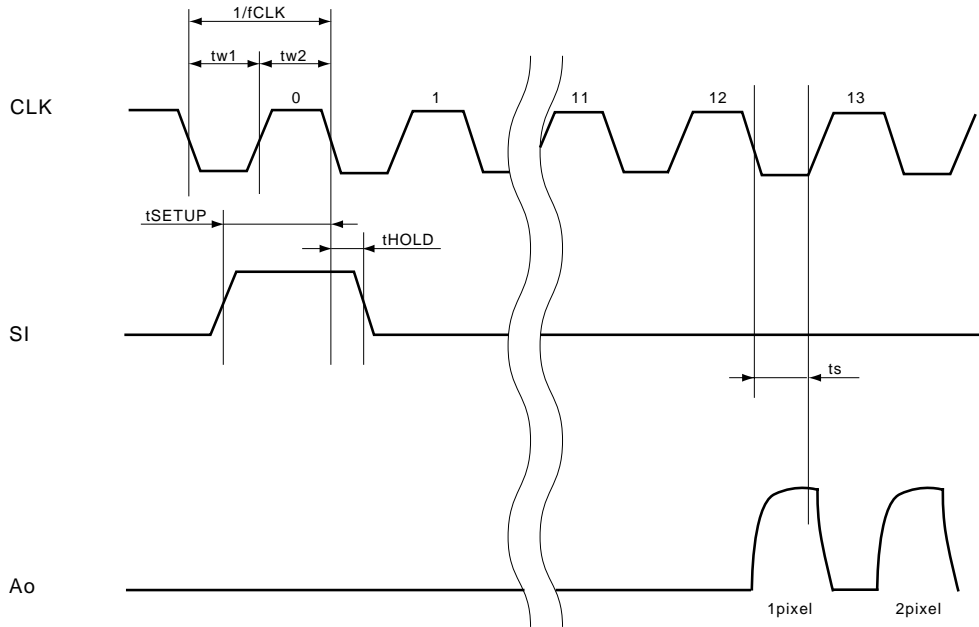 1/fCLK
tw1 tw2
CLK 0 1 11 12 13
tSETUP
tHOLD
SI
ts
Ao
1pixel 2pixel